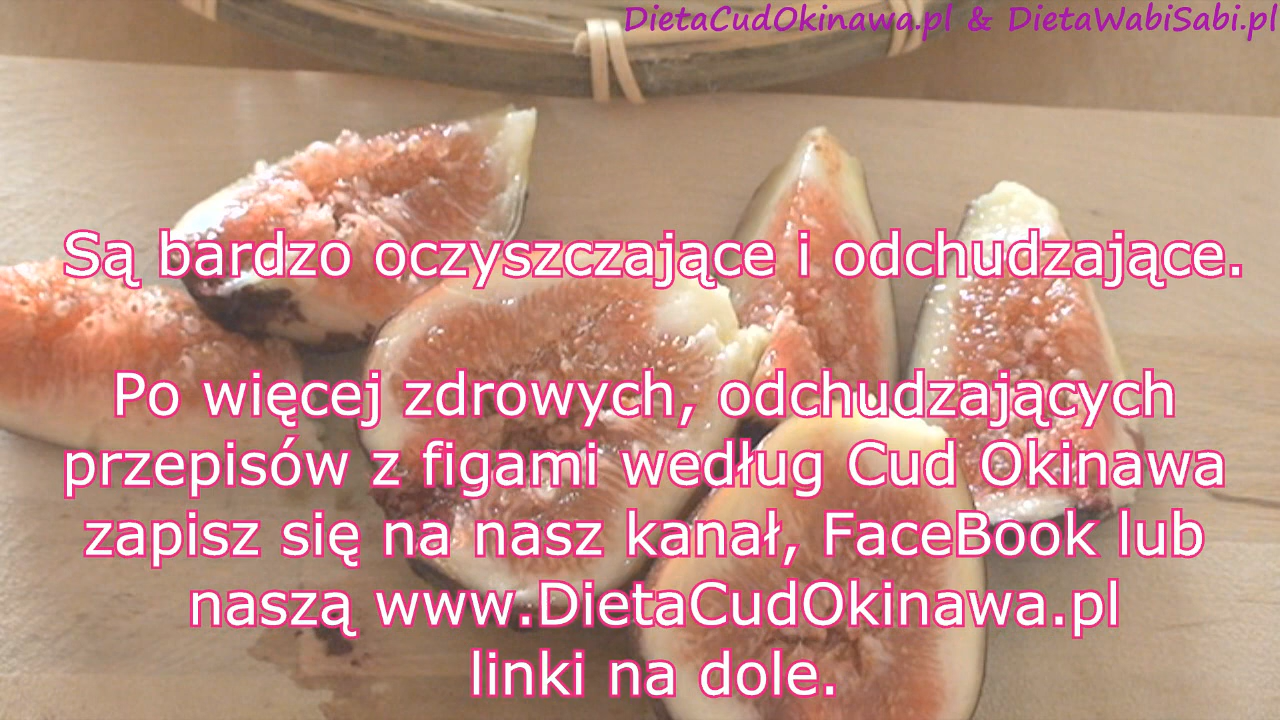 DietaCudOkinawa.pl & DietaWabiSabi.pl
Są bardzo oczyszczające i odchudzające.
Po więcej zdrowych, odchudzających
przepisów z figami według Cud Okinawa
zapisz się na nasz kanał, FaceBook lub
naszą www.DietaCudOkinawa.pl
linki na dole.